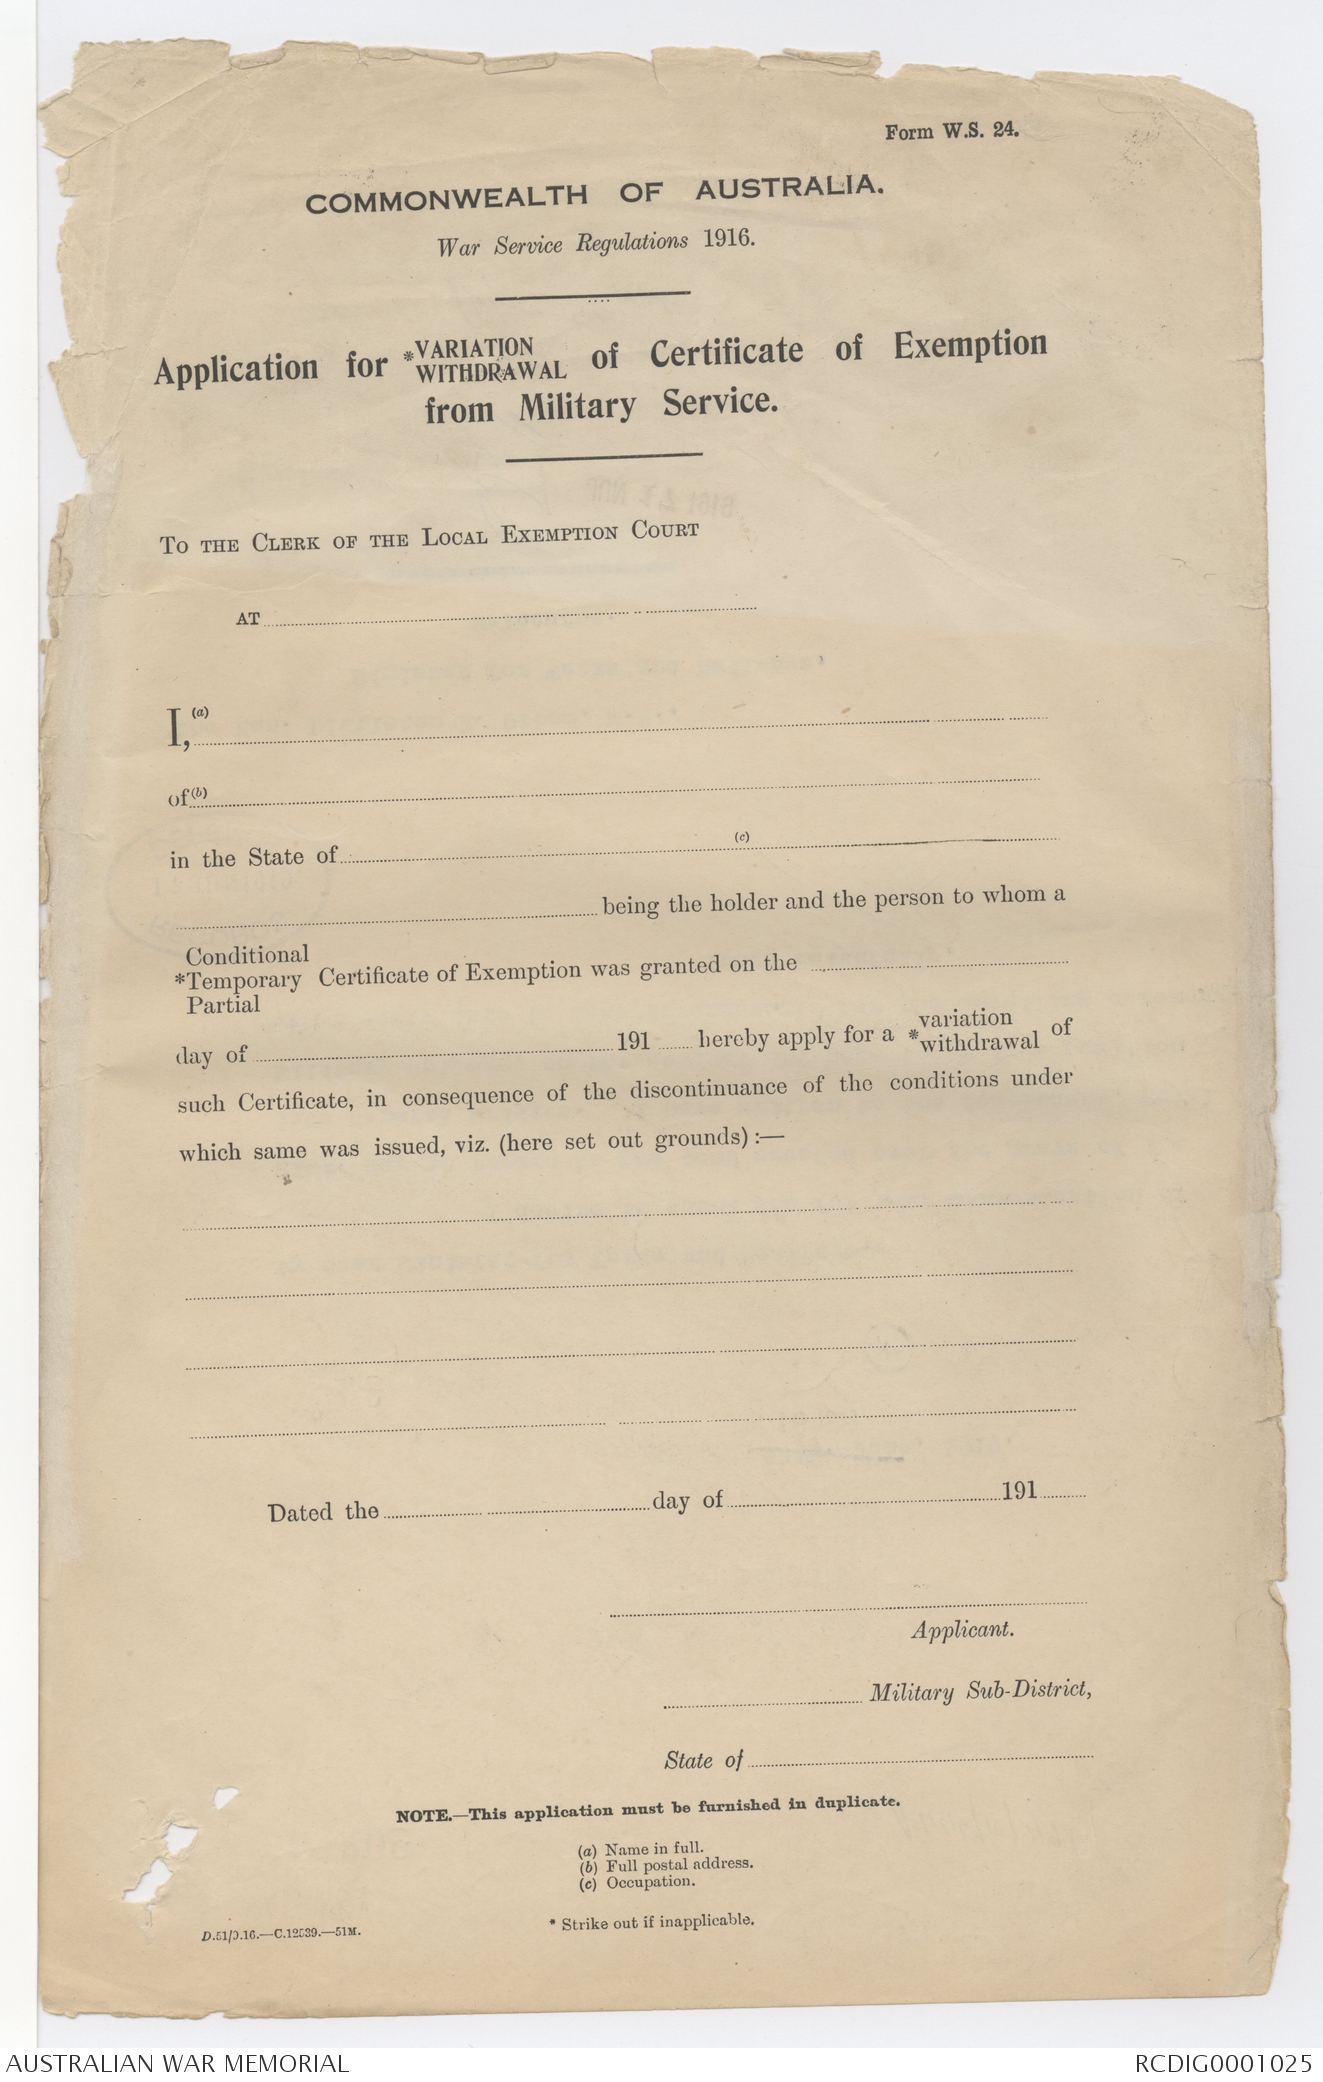 Form W.S. 24.
COMMONWEALTH OF AUSTRALIA.
War Service Regulations 1916.
Application for *VARIATION WITHDRAWAL of Certificate of Exemption
from Military Service.
To the Clerk of the Local Exemption Court
AT
I,(a)
of(b)
in the State of (c)
being the holder and the person to whom a
Conditional
*Temporary Certificate of Exemption was granted on the
Partial
day of 191 hereby apply for a *variation withdrawal of
such Certificate, in consequence of the discontinuance of the conditions under
which same was issued, viz. (here set out grounds) :—
Dated the day of 191
Applicant.
Military Sub-District,
State of
NOTE.—This application must be furnished in duplicate.
(a) Name in full.
(b) Full postal address.
(c) Occupation.
* Strike out if inapplicable.
D.51/9.16.—C.12539.—51M.
AUSTRALIAN WAR MEMORIAL
RCDIG0001025